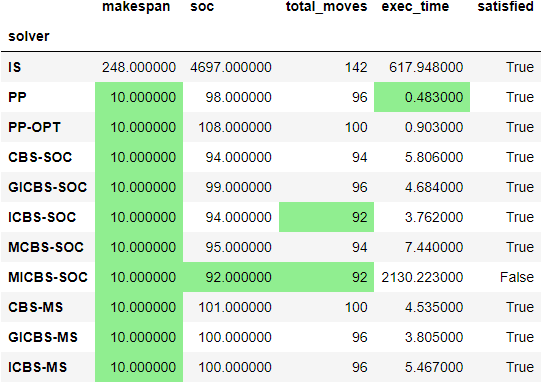 makespan soc total_moves exec_time satisfied
solver
IS 248.000000 4697.000000 142 617.948000 True
PP 10.000000 98.000000 96 0.483000 True
PP-OPT 10.000000 108.000000 100 0.903000 True
CBS-SOC 10.000000 94.000000 94 5.806000 True
GICBS-SOC 10.000000 99.000000 96 4.684000 True
ICBS-SOC 10.000000 94.000000 92 3.762000 True
MCBS-SOC 10.000000 95.000000 94 7.440000 True
MICBS-SOC 10.000000 92.000000 92 2130.223000 False
CBS-MS 10.000000 101.000000 100 4.535000 True
GICBS-MS 10.000000 100.000000 96 3.805000 True
ICBS-MS 10.000000 100.000000 96 5.467000 True